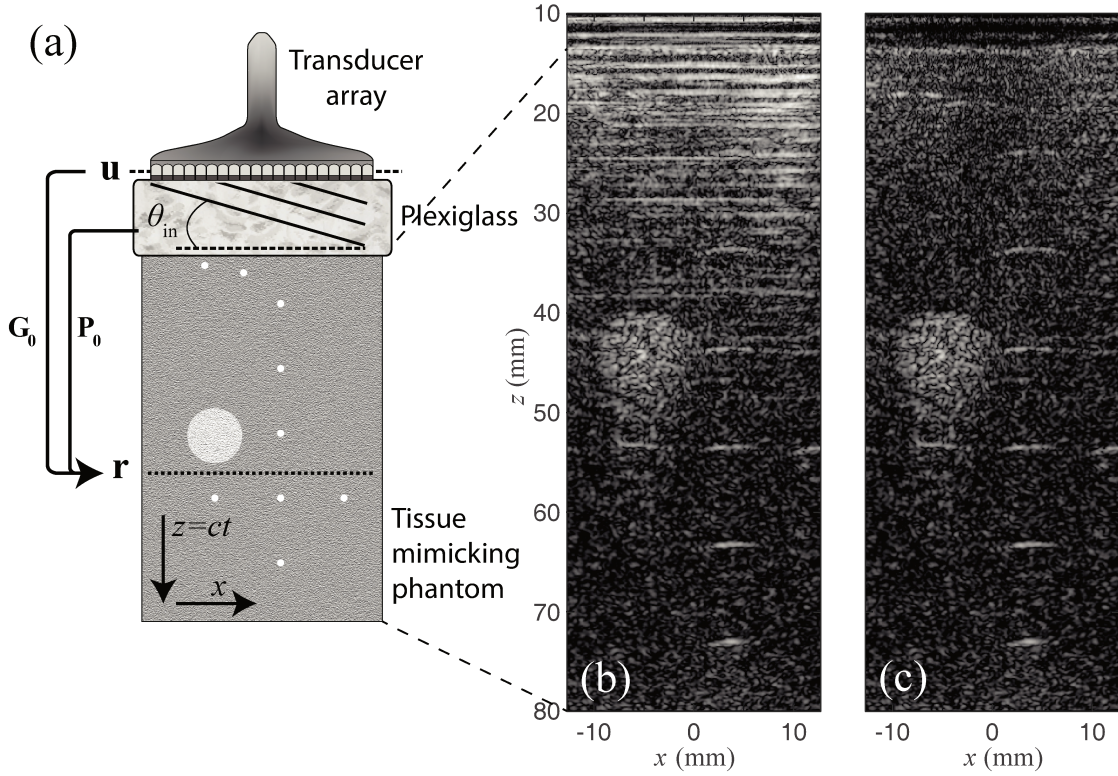 (a)
Transducer
array
u
θin
Plexiglass
G0
P0
r
z=ct
x
Tissue
mimicking
phantom
10
20
30
40
50
60
70
80
z (mm)
(b)
-10
0
10
x (mm)
(c)
-10
0
10
x (mm)